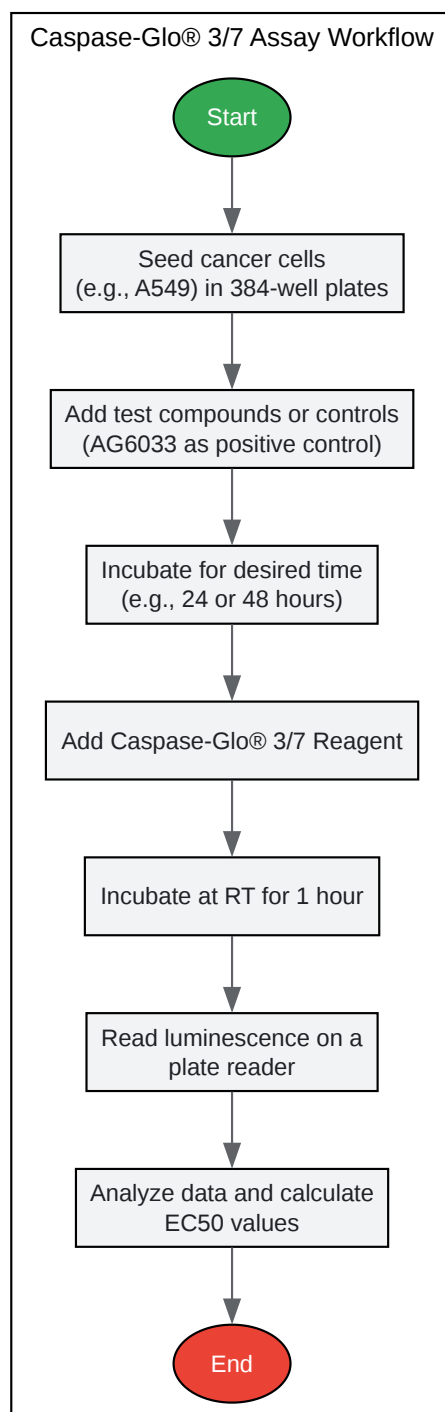 Caspase-Glo® 3/7 Assay Workflow
Start
Seed cancer cells
(e.g., A549) in 384-well plates
Add test compounds or controls
(AG6033 as positive control)
Incubate for desired time
(e.g., 24 or 48 hours)
Add Caspase-Glo® 3/7 Reagent
Incubate at RT for 1 hour
Read luminescence on a
plate reader
Analyze data and calculate
EC50 values
End